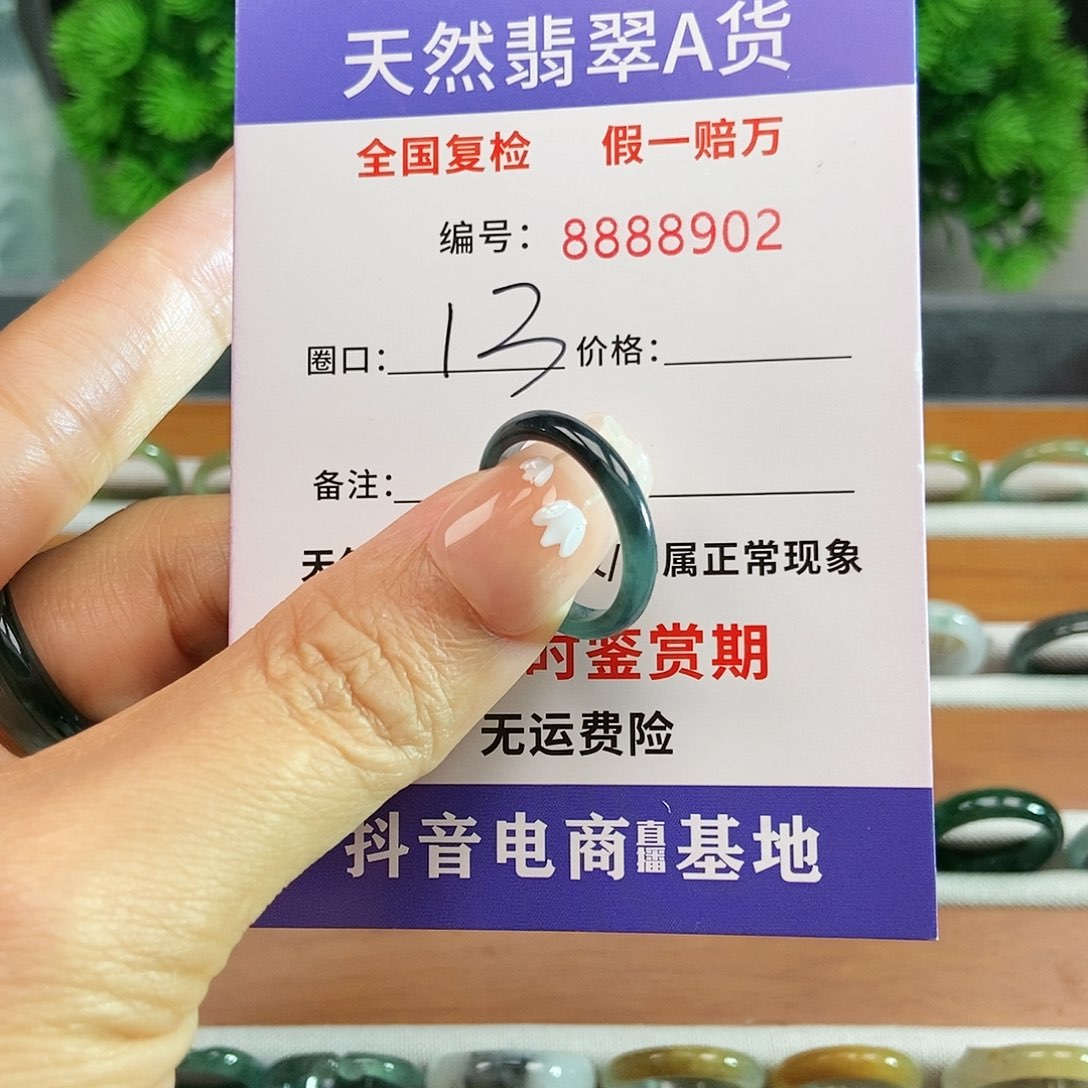 天然翡翠A货
全国复检 假一赔万
编号：8888902
圈口：13 价格：
备注：
属正常现象
时鉴赏期
无运费险
抖音电商直播基地